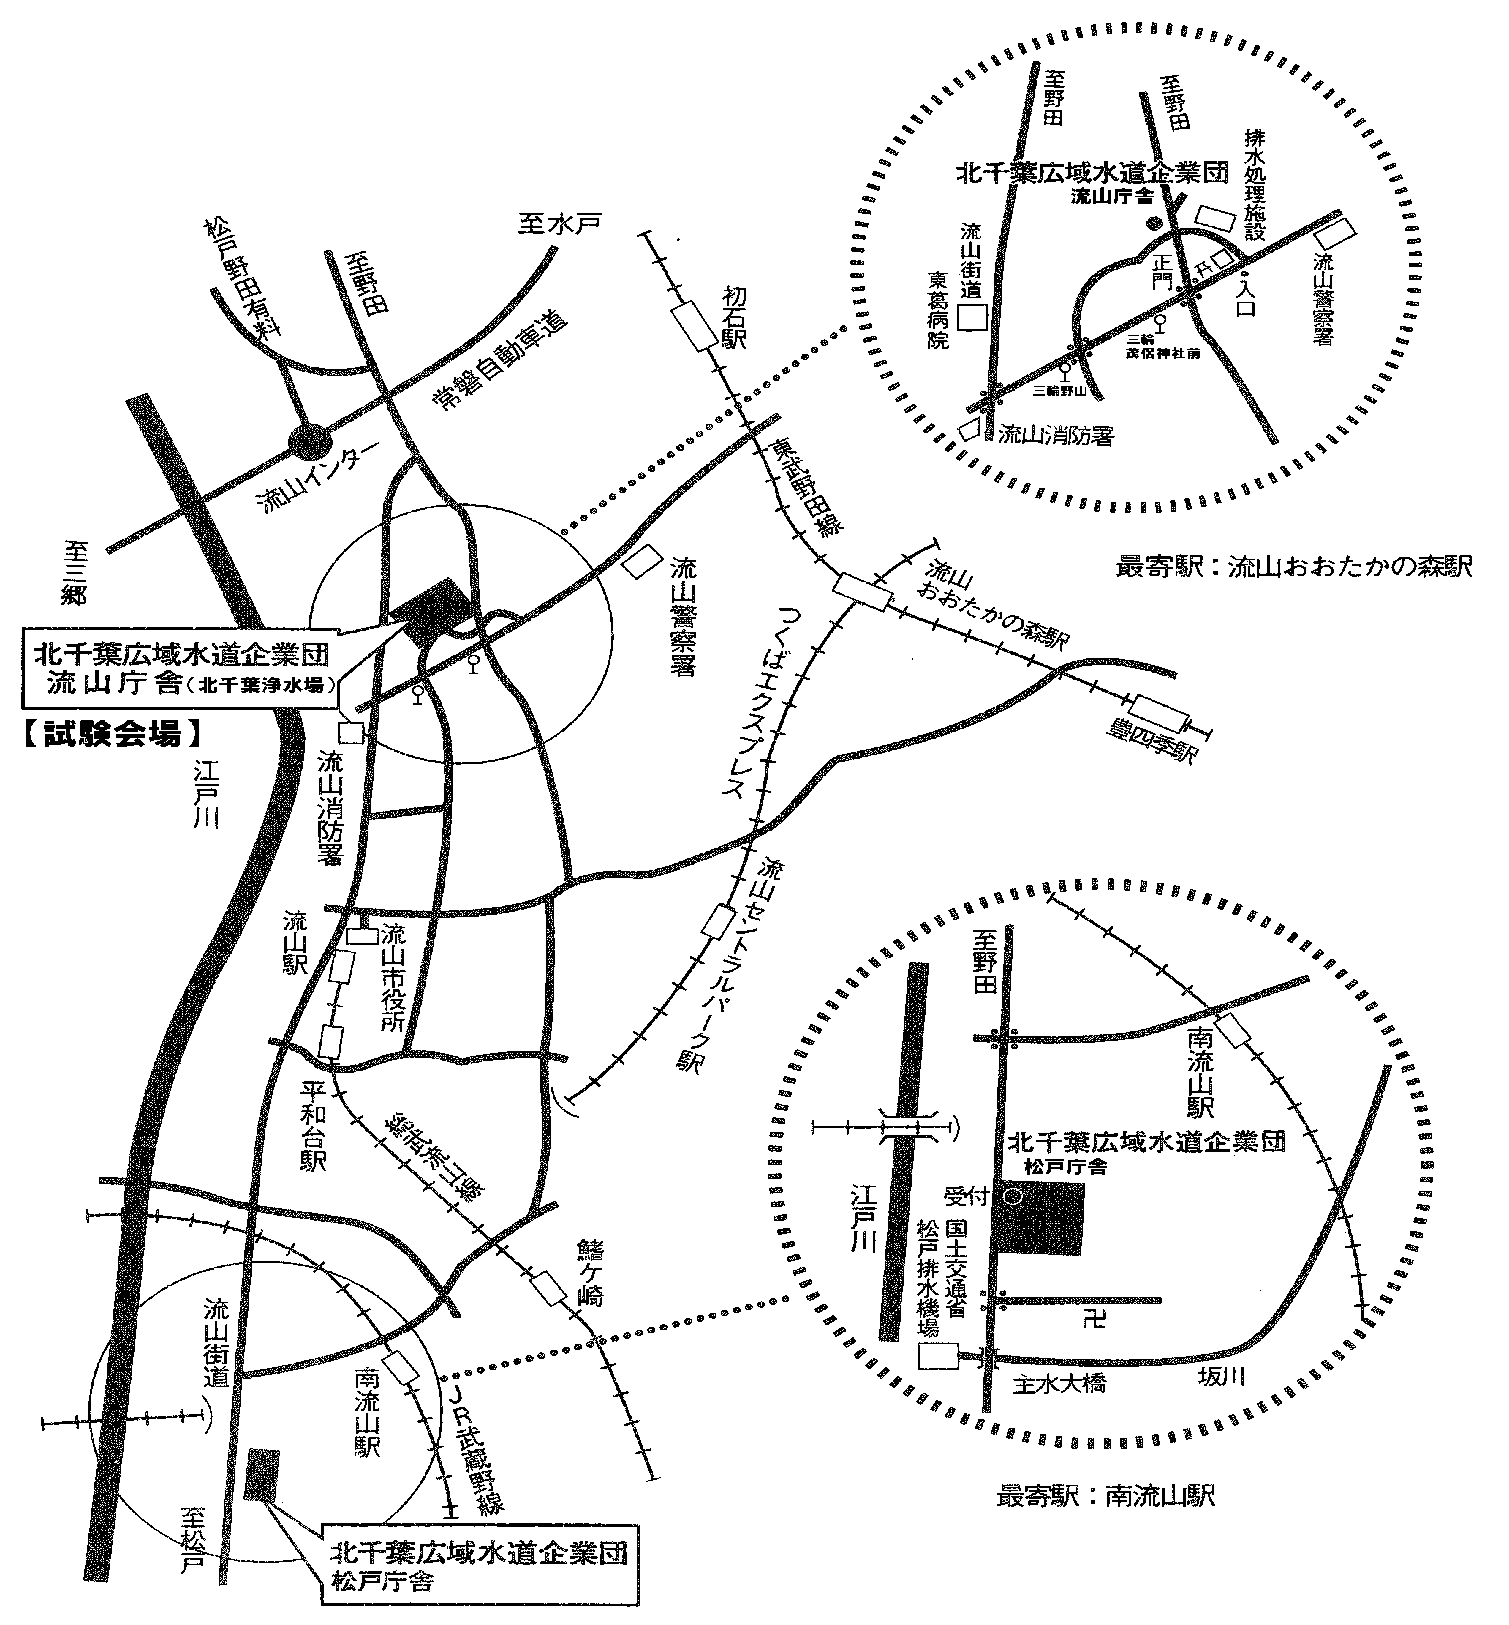 至野田
至野田
排水処理施設
北千葉広域水道企業団
流山庁舎
流山街道
東葛病院
正門
入口
流山警察署
三輪
茂侶神社前
三輪野山
流山消防署
最寄駅：流山おおたかの森駅
松戸野田有料
至野田
至水戸
常磐自動車道
流山インター
初石駅
東武野田線
至三郷
流山警察署
流山
おおたかの森駅
つくばエクスプレス
豊四季駅
北千葉広域水道企業団
流山庁舎（北千葉浄水場）
【試験会場】
江戸川
流山消防署
流山駅
流山市役所
流山セントラルパーク駅
平和台駅
総武流山線
鰭ケ崎
流山街道
南流山駅
JR武蔵野線
至松戸
北千葉広域水道企業団
松戸庁舎
至野田
南流山駅
北千葉広域水道企業団
松戸庁舎
受付
江戸川
国土交通省
松戸排水機場
卍
主水大橋
坂川
最寄駅：南流山駅